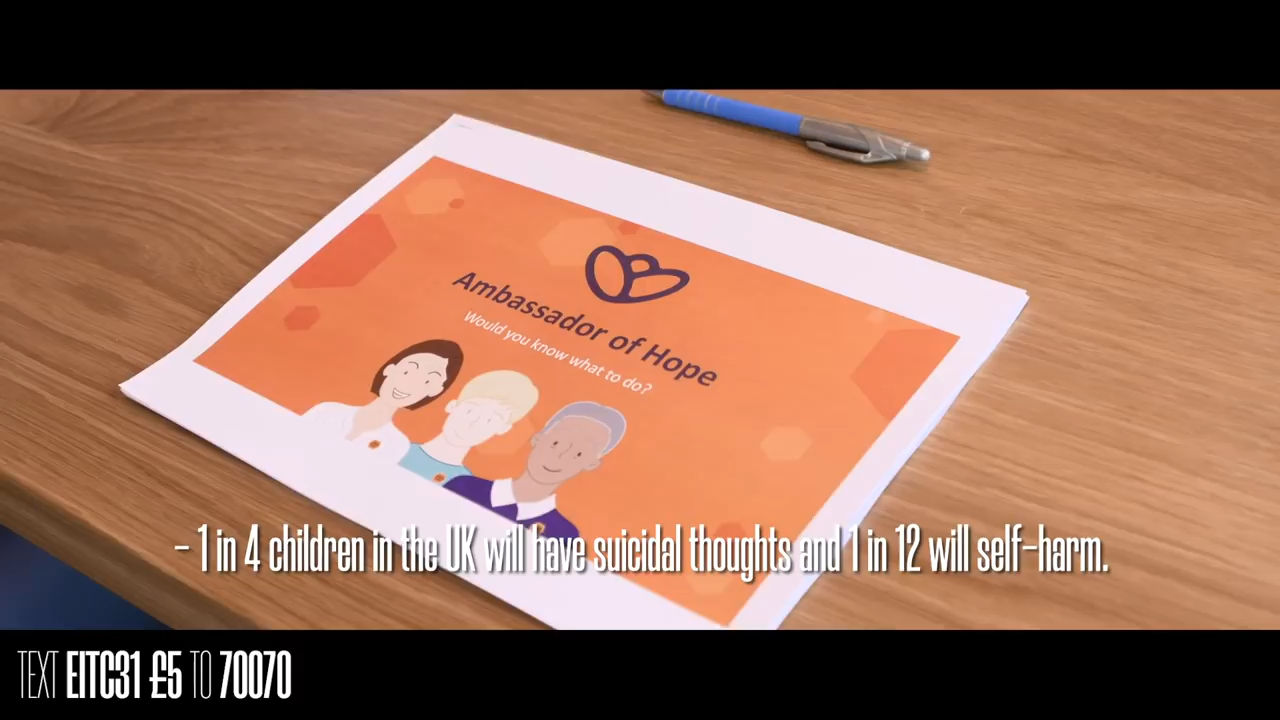 Ambassador of Hope
Would you know what to do?
- 1 in 4 children in the UK will have suicidal thoughts and 1 in 12 will self-harm.
TEXT EITC31 £5 TO 70070